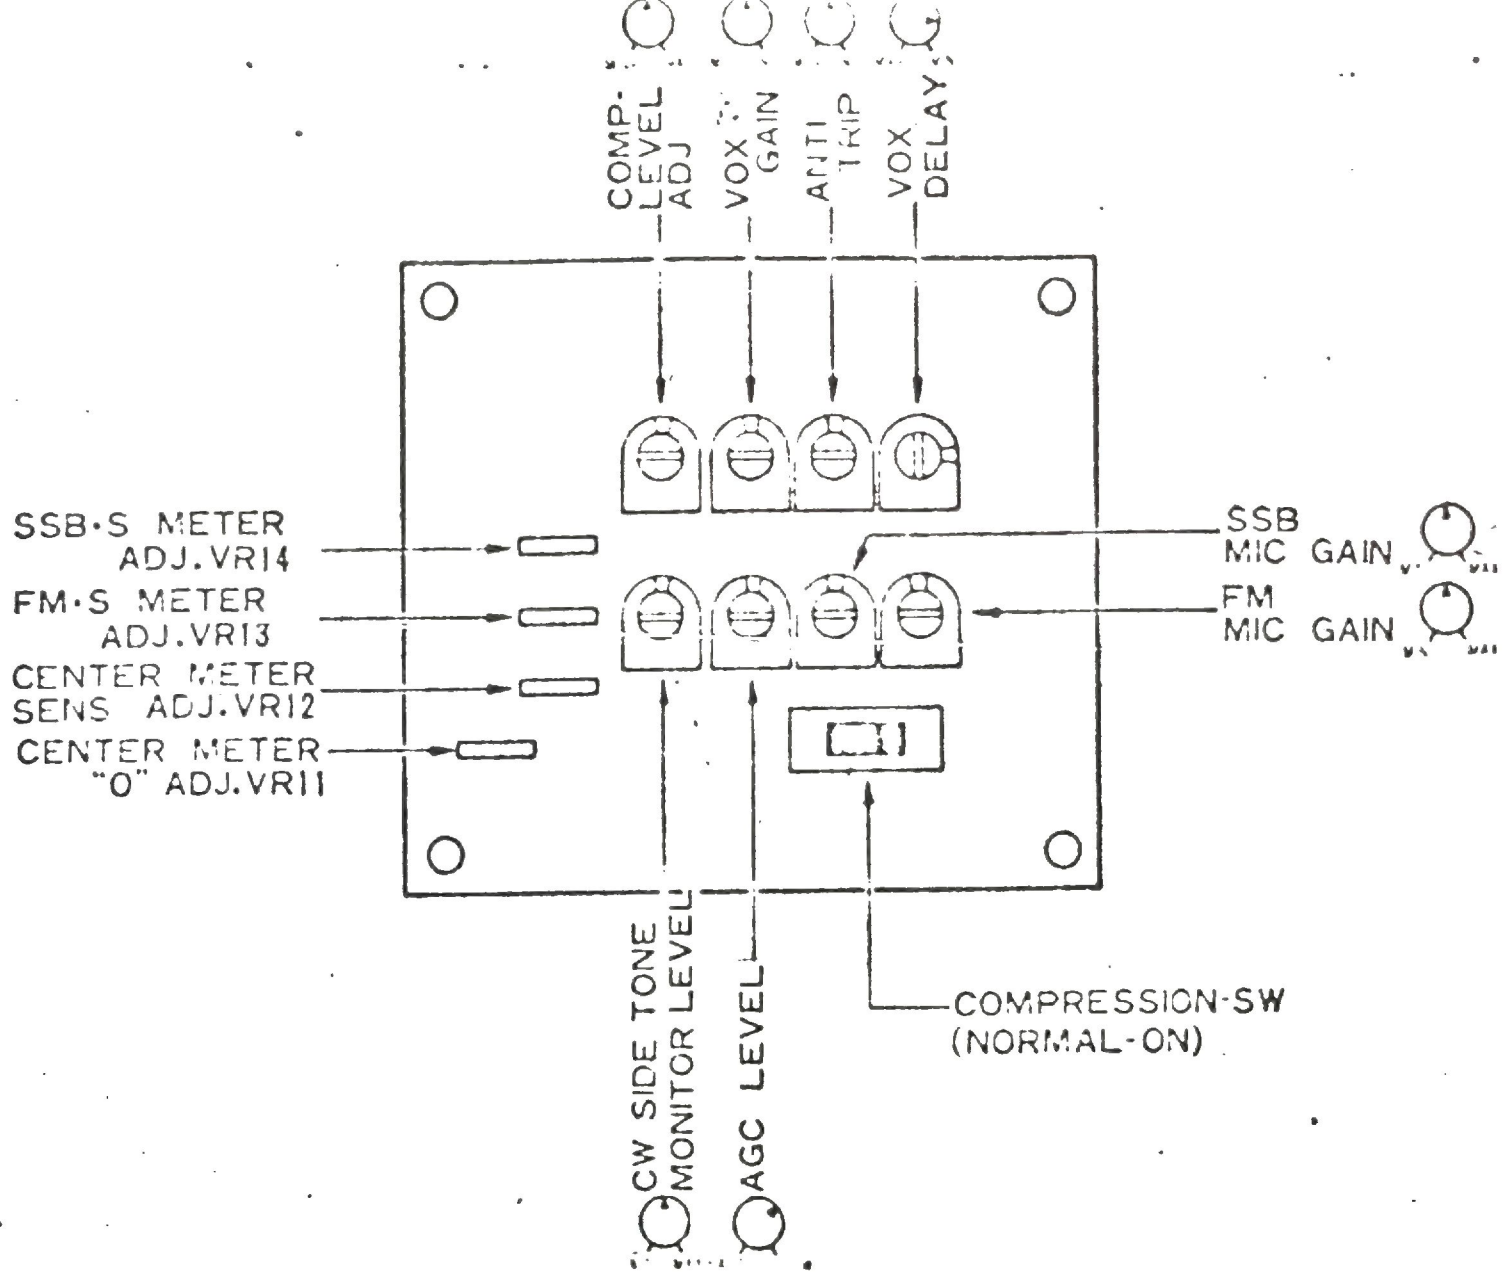 COMP.
LEVEL
ADJ
VOX
GAIN
ANTI
TRIP
VOX
DELAY
SSB·S METER
ADJ.VR14
FM·S METER
ADJ.VR13
CENTER METER
SENS ADJ.VR12
CENTER METER
"O" ADJ.VR11
SSB
MIC GAIN
FM
MIC GAIN
CW SIDE TONE
MONITOR LEVEL
AGC LEVEL
COMPRESSION-SW
(NORMAL-ON)